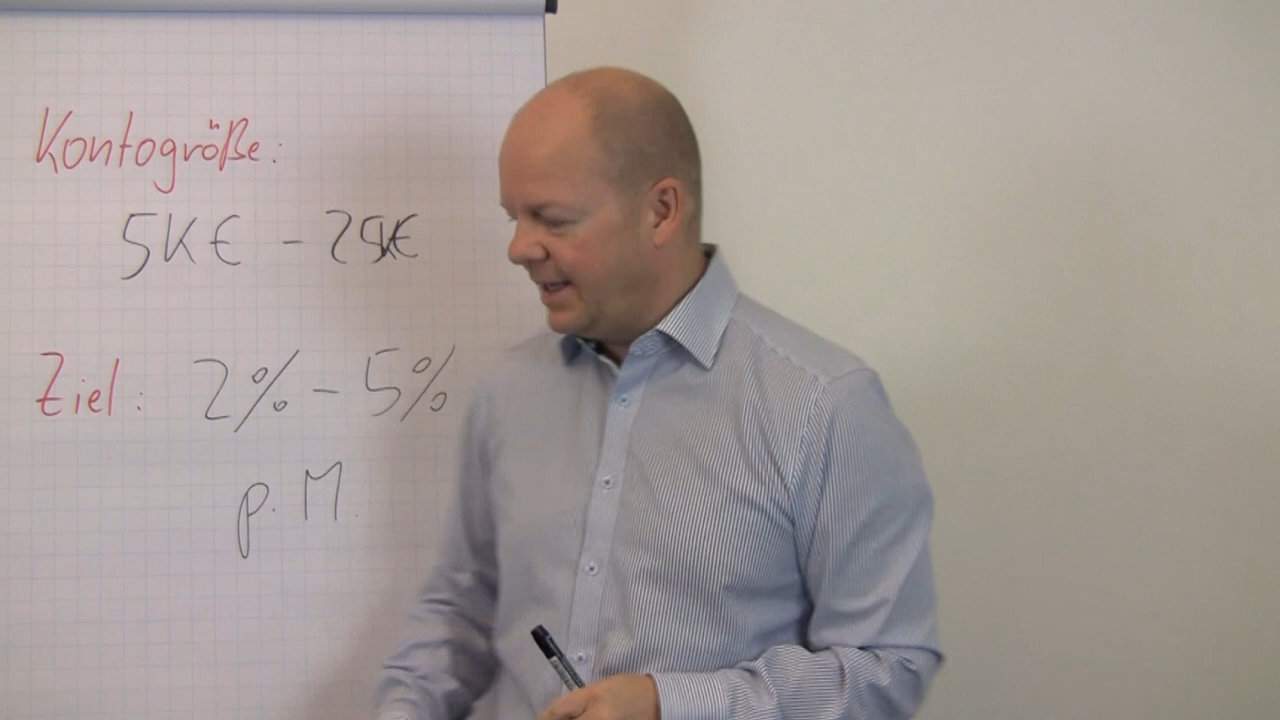 Kontogröße:
5K€ - 25K€
Ziel: 2% - 5%
p. M.